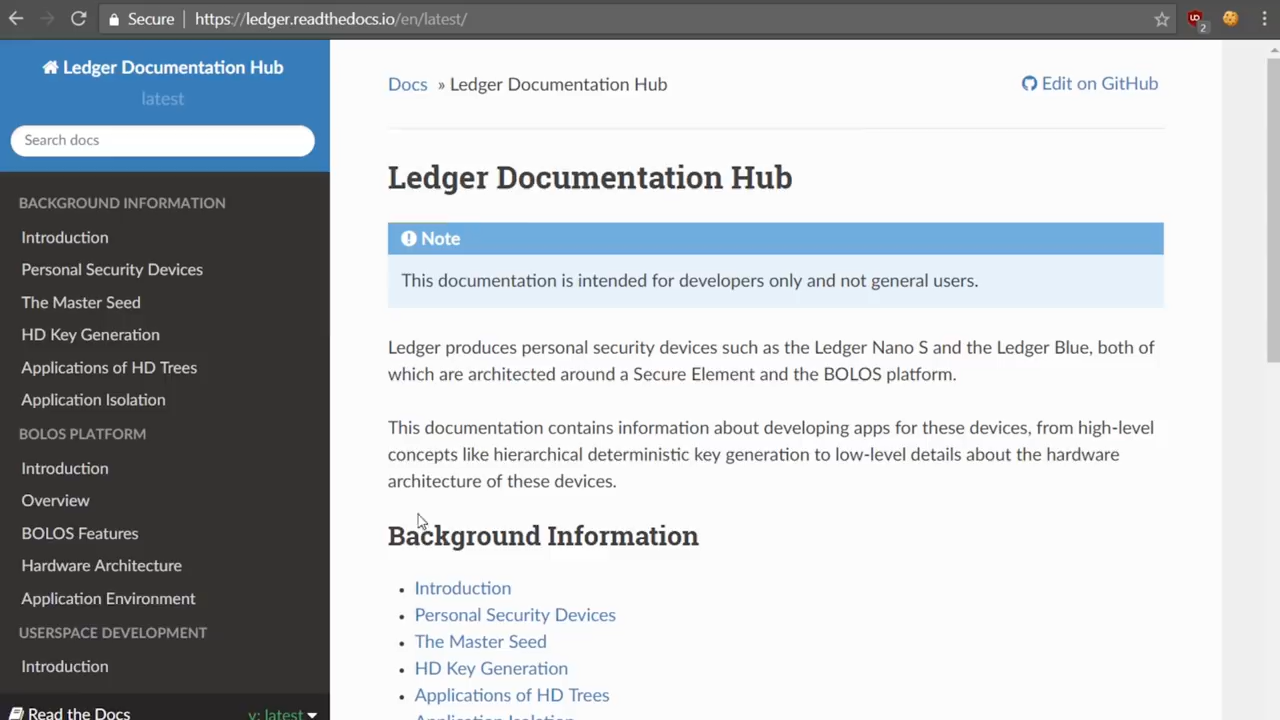 Secure
https://ledger.readthedocs.io/en/latest/
2
Ledger Documentation Hub
latest
Search docs
BACKGROUND INFORMATION
Introduction
Personal Security Devices
The Master Seed
HD Key Generation
Applications of HD Trees
Application Isolation
BOLOS PLATFORM
Introduction
Overview
BOLOS Features
Hardware Architecture
Application Environment
USERSPACE DEVELOPMENT
Introduction
Read the Docs
v: latest
Docs » Ledger Documentation Hub
Edit on GitHub
Ledger Documentation Hub
Note
This documentation is intended for developers only and not general users.
Ledger produces personal security devices such as the Ledger Nano S and the Ledger Blue, both of
which are architected around a Secure Element and the BOLOS platform.
This documentation contains information about developing apps for these devices, from high-level
concepts like hierarchical deterministic key generation to low-level details about the hardware
architecture of these devices.
Background Information
Introduction
Personal Security Devices
The Master Seed
HD Key Generation
Applications of HD Trees
Application Isolation